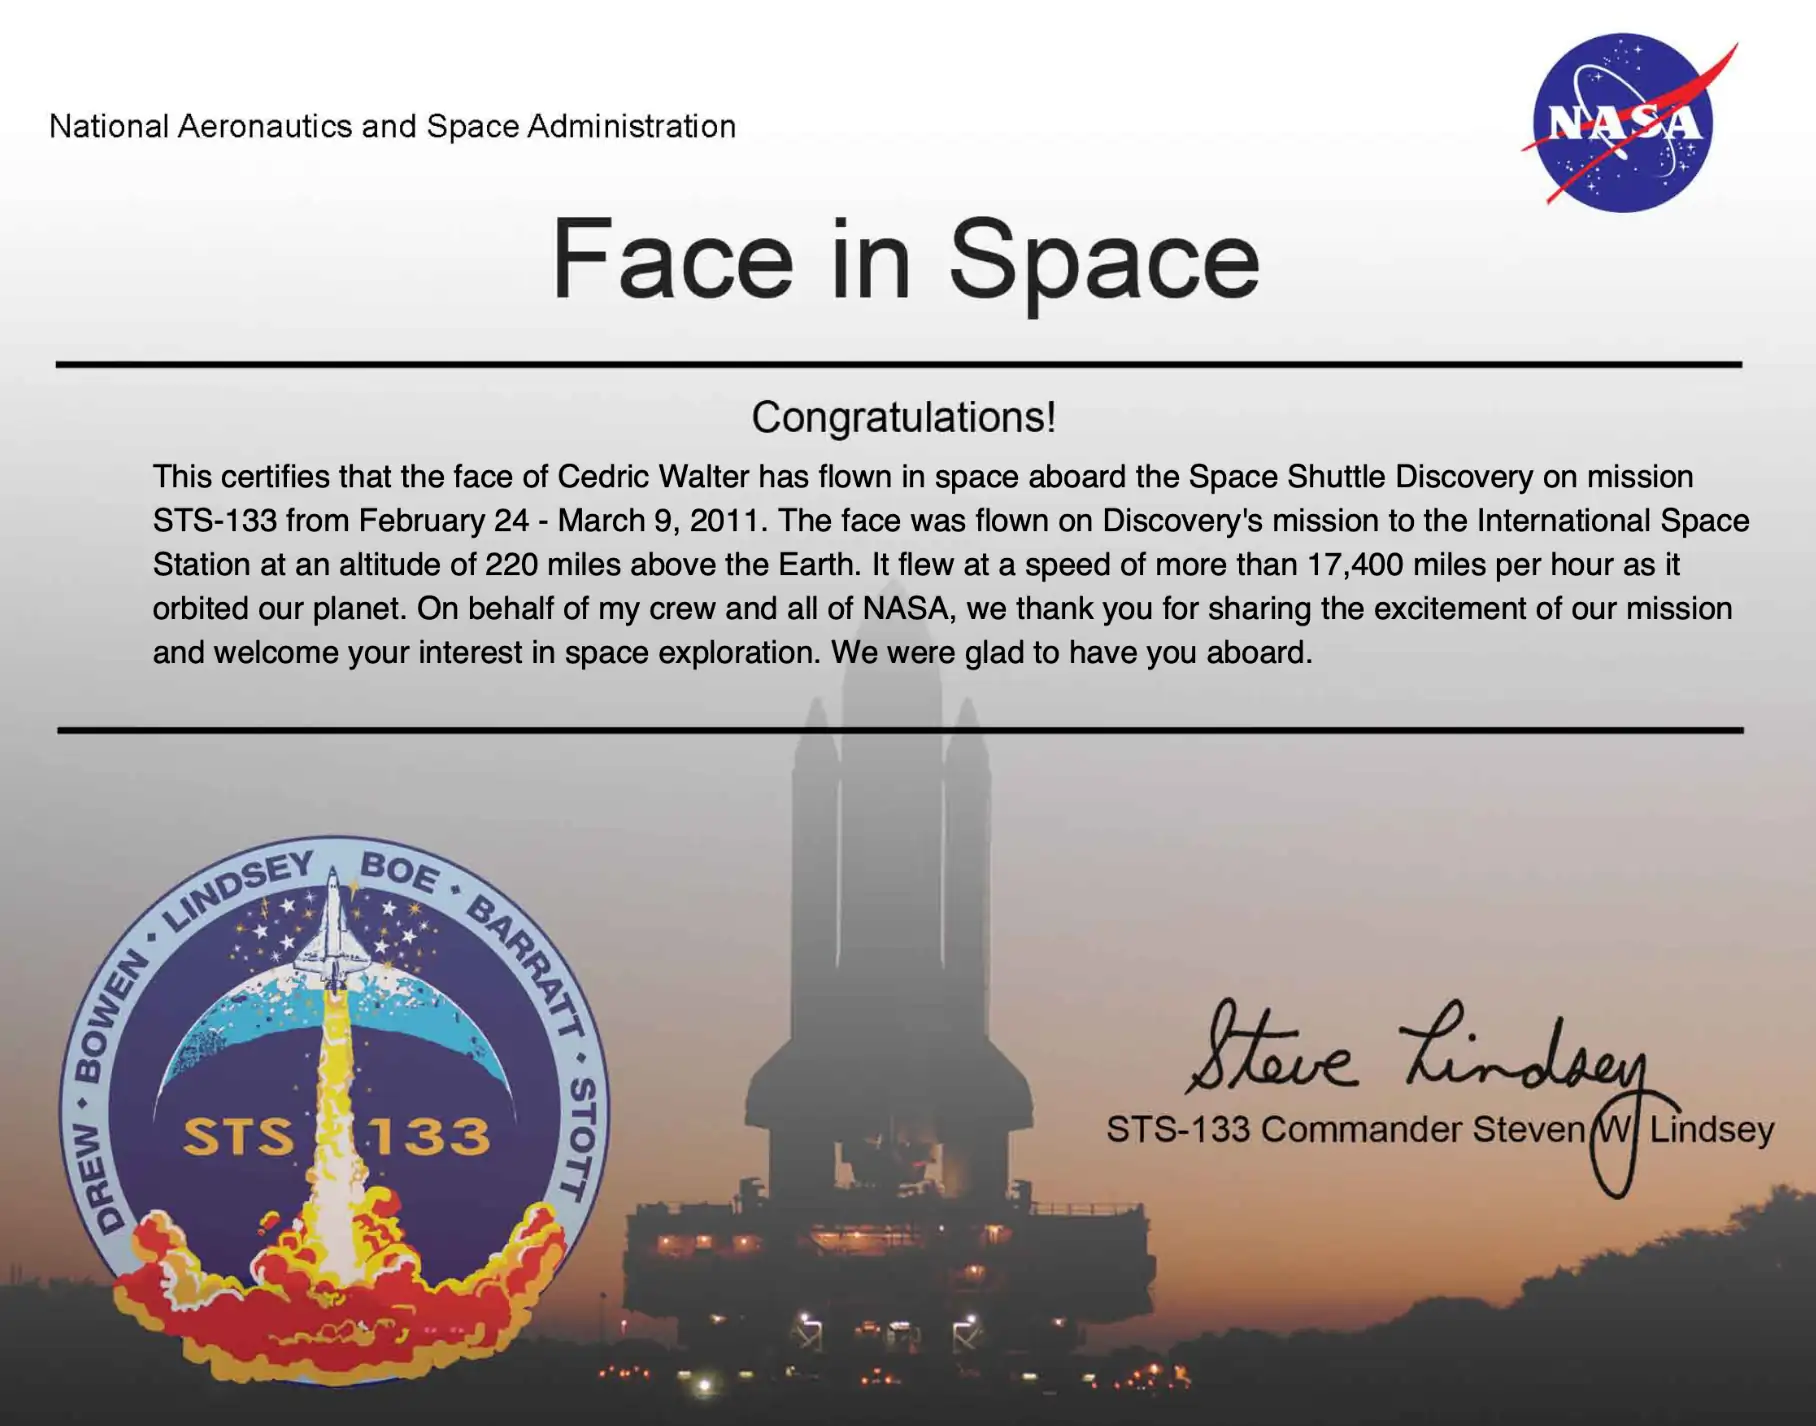 National Aeronautics and Space Administration
NASA
Face in Space
Congratulations!
This certifies that the face of Cedric Walter has flown in space aboard the Space Shuttle Discovery on mission
STS-133 from February 24 - March 9, 2011. The face was flown on Discovery's mission to the International Space
Station at an altitude of 220 miles above the Earth. It flew at a speed of more than 17,400 miles per hour as it
orbited our planet. On behalf of my crew and all of NASA, we thank you for sharing the excitement of our mission
and welcome your interest in space exploration. We were glad to have you aboard.
DREW • BOWEN • LINDSEY BOE • BARRATT • STOTT
STS 133
Steve Lindsey
STS-133 Commander Steven W Lindsey